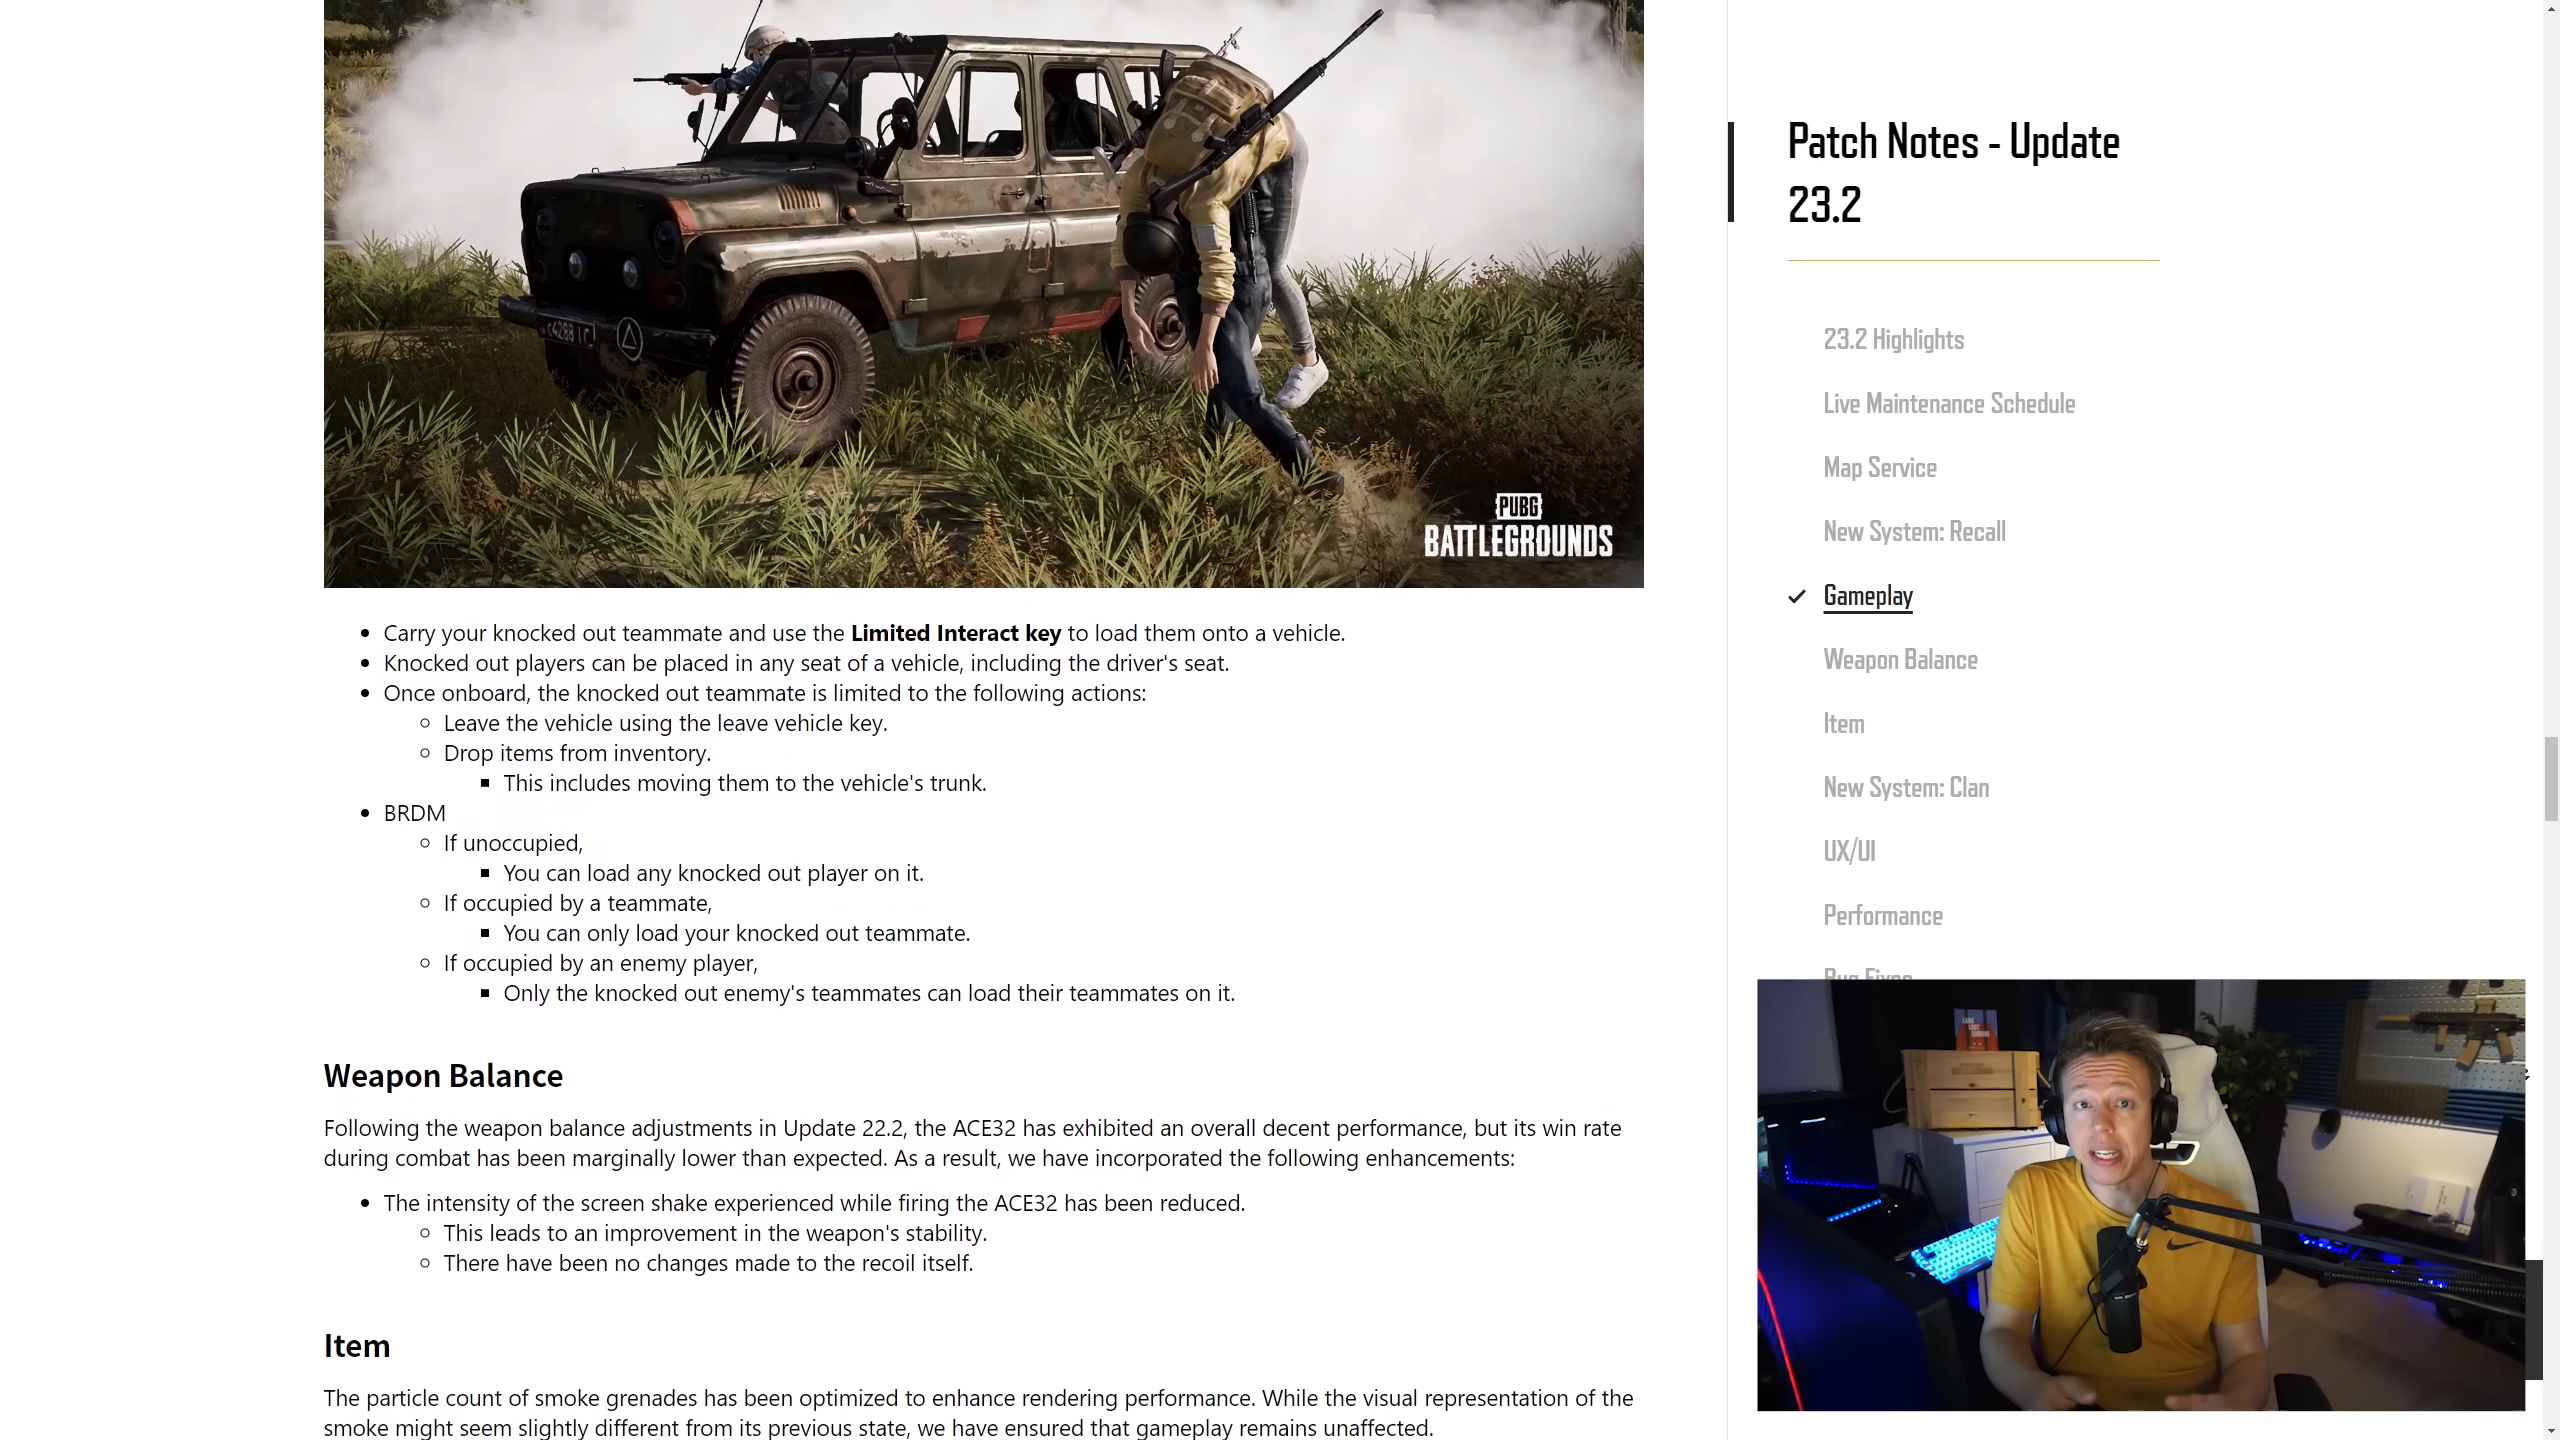 c4288
PUBG
BATTLEGROUNDS
Carry your knocked out teammate and use the Limited Interact key to load them onto a vehicle.
Knocked out players can be placed in any seat of a vehicle, including the driver's seat.
Once onboard, the knocked out teammate is limited to the following actions:
Leave the vehicle using the leave vehicle key.
Drop items from inventory.
This includes moving them to the vehicle's trunk.
BRDM
If unoccupied,
You can load any knocked out player on it.
If occupied by a teammate,
You can only load your knocked out teammate.
If occupied by an enemy player,
Only the knocked out enemy's teammates can load their teammates on it.
Weapon Balance
Following the weapon balance adjustments in Update 22.2, the ACE32 has exhibited an overall decent performance, but its win rate
during combat has been marginally lower than expected. As a result, we have incorporated the following enhancements:
The intensity of the screen shake experienced while firing the ACE32 has been reduced.
This leads to an improvement in the weapon's stability.
There have been no changes made to the recoil itself.
Item
The particle count of smoke grenades has been optimized to enhance rendering performance. While the visual representation of the
smoke might seem slightly different from its previous state, we have ensured that gameplay remains unaffected.
Patch Notes - Update
23.2
23.2 Highlights
Live Maintenance Schedule
Map Service
New System: Recall
Gameplay
Weapon Balance
Item
New System: Clan
UX/UI
Performance
Bug Fixes
LAND
LOOT
SURVIVE
BATTLEGROUNDS